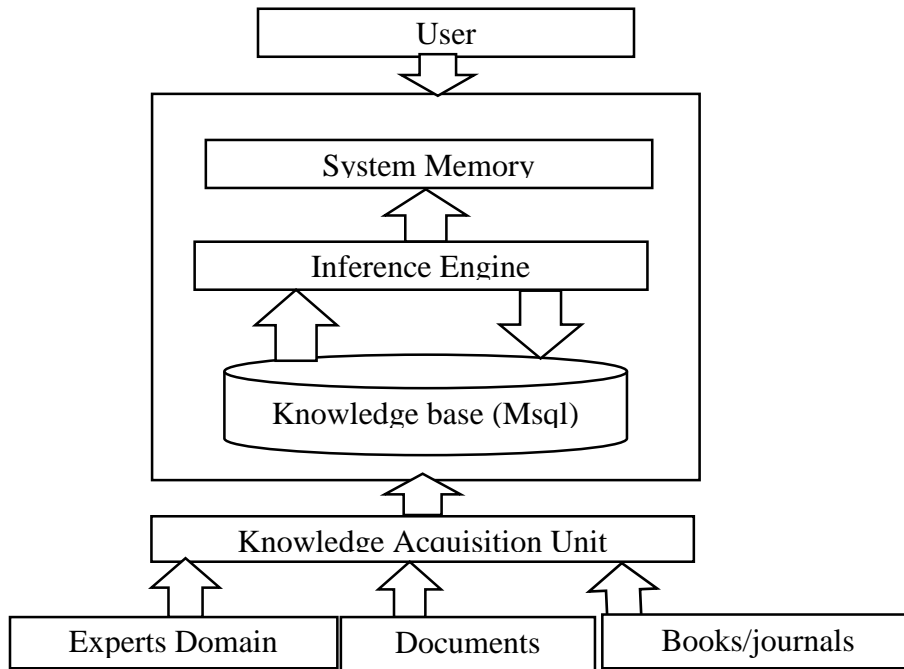 User
System Memory
Inference Engine
Knowledge base (Msql)
Knowledge Acquisition Unit
Experts Domain
Documents
Books/journals